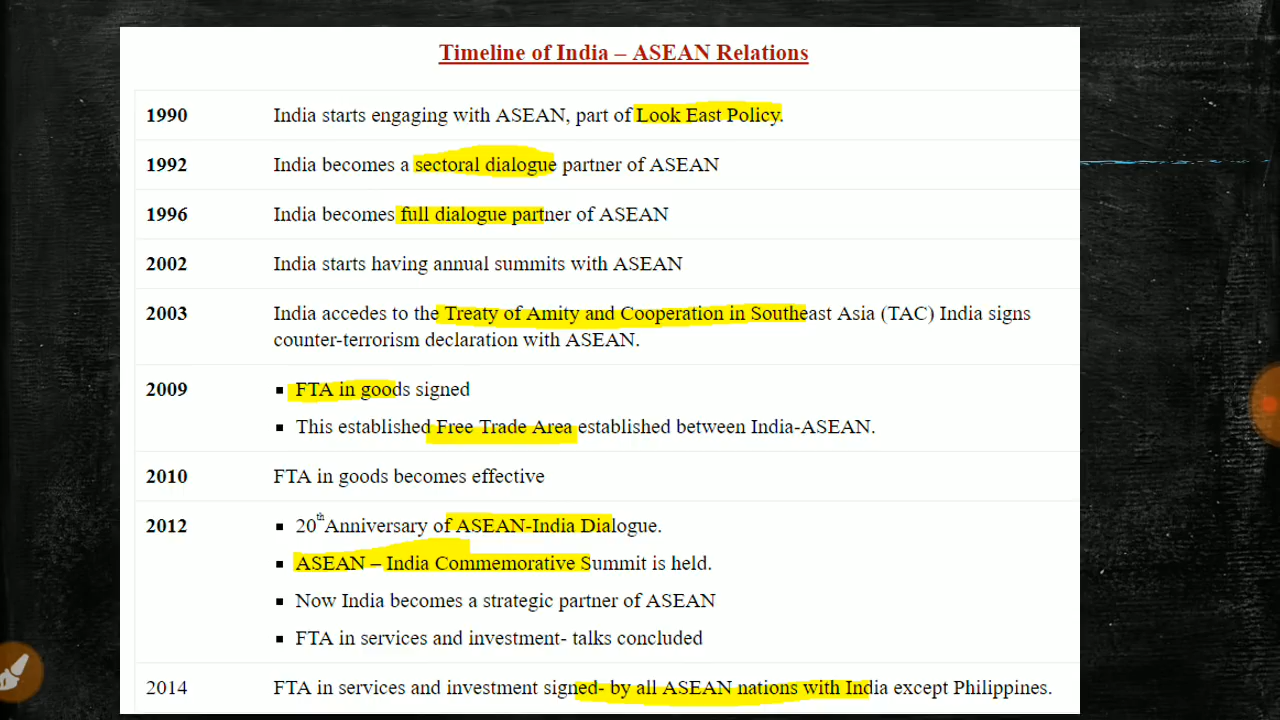 Timeline of India – ASEAN Relations
1990 India starts engaging with ASEAN, part of Look East Policy.
1992 India becomes a sectoral dialogue partner of ASEAN
1996 India becomes full dialogue partner of ASEAN
2002 India starts having annual summits with ASEAN
2003 India accedes to the Treaty of Amity and Cooperation in Southeast Asia (TAC) India signs
counter-terrorism declaration with ASEAN.
2009 ▪ FTA in goods signed
▪ This established Free Trade Area established between India-ASEAN.
2010 FTA in goods becomes effective
2012 ▪ 20th Anniversary of ASEAN-India Dialogue.
▪ ASEAN – India Commemorative Summit is held.
▪ Now India becomes a strategic partner of ASEAN
▪ FTA in services and investment- talks concluded
2014 FTA in services and investment signed- by all ASEAN nations with India except Philippines.